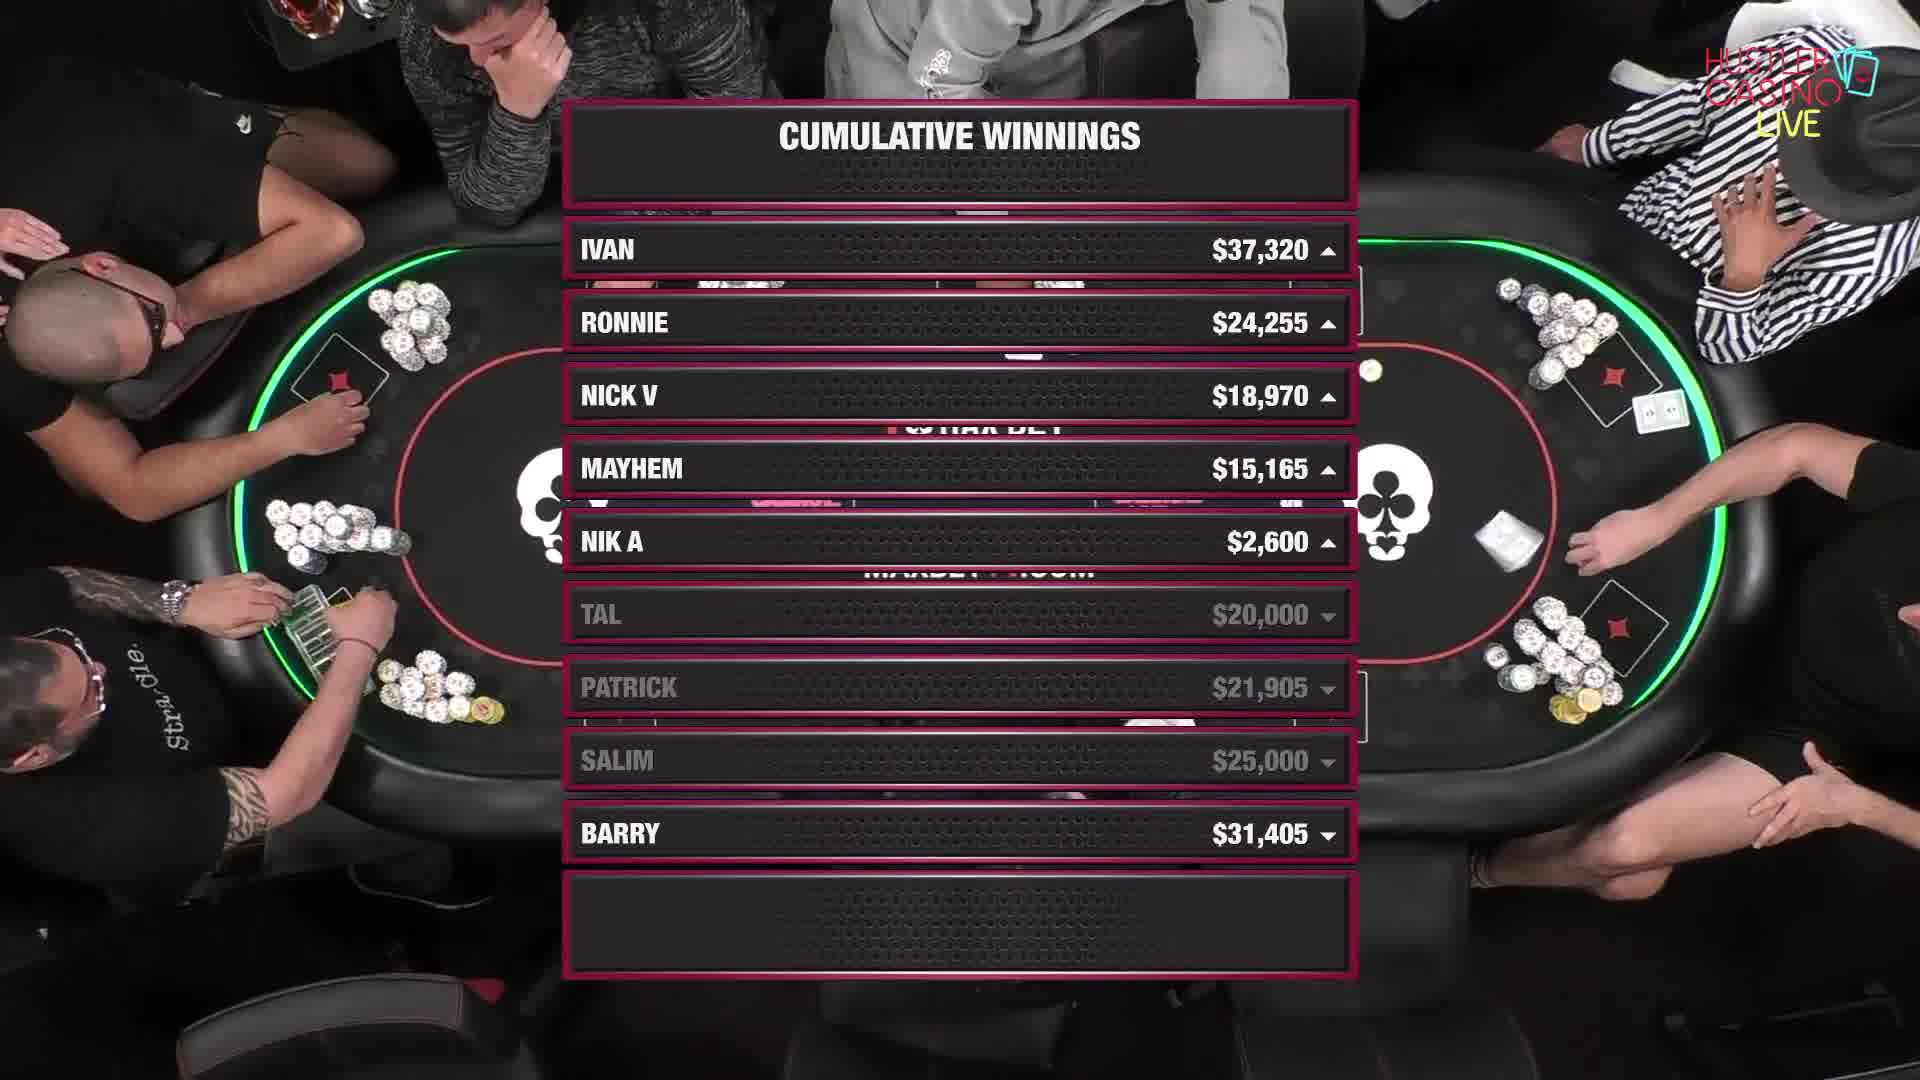 HUSTLER
CASINO
LIVE
CUMULATIVE WINNINGS
IVAN $37,320
RONNIE $24,255
NICK V $18,970
MAYHEM $15,165
NIK A $2,600
TAL $20,000
PATRICK $21,905
SALIM $25,000
BARRY $31,405